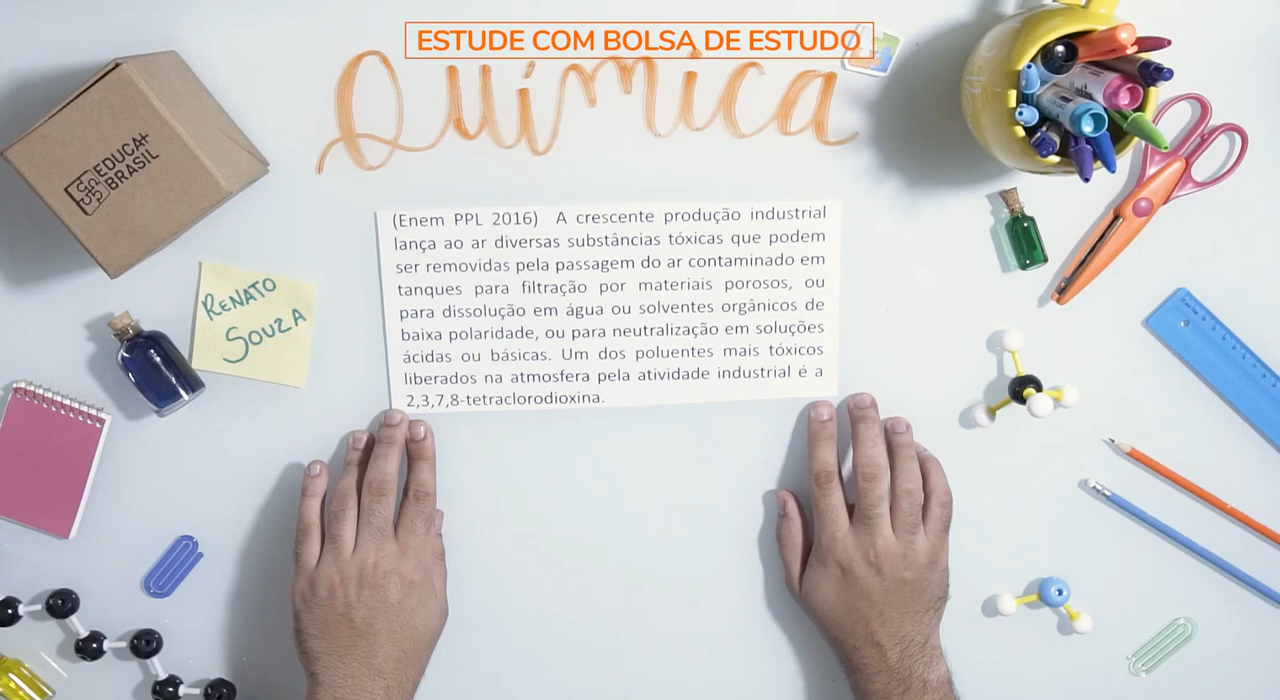 ESTUDE COM BOLSA DE ESTUDO
Química
EDUCA+
BRASIL
(Enem PPL 2016) A crescente produção industrial
lança ao ar diversas substâncias tóxicas que podem
ser removidas pela passagem do ar contaminado em
tanques para filtração por materiais porosos, ou
para dissolução em água ou solventes orgânicos de
baixa polaridade, ou para neutralização em soluções
ácidas ou básicas. Um dos poluentes mais tóxicos
liberados na atmosfera pela atividade industrial é a
2,3,7,8-tetraclorodioxina.
RENATO
SOUZA